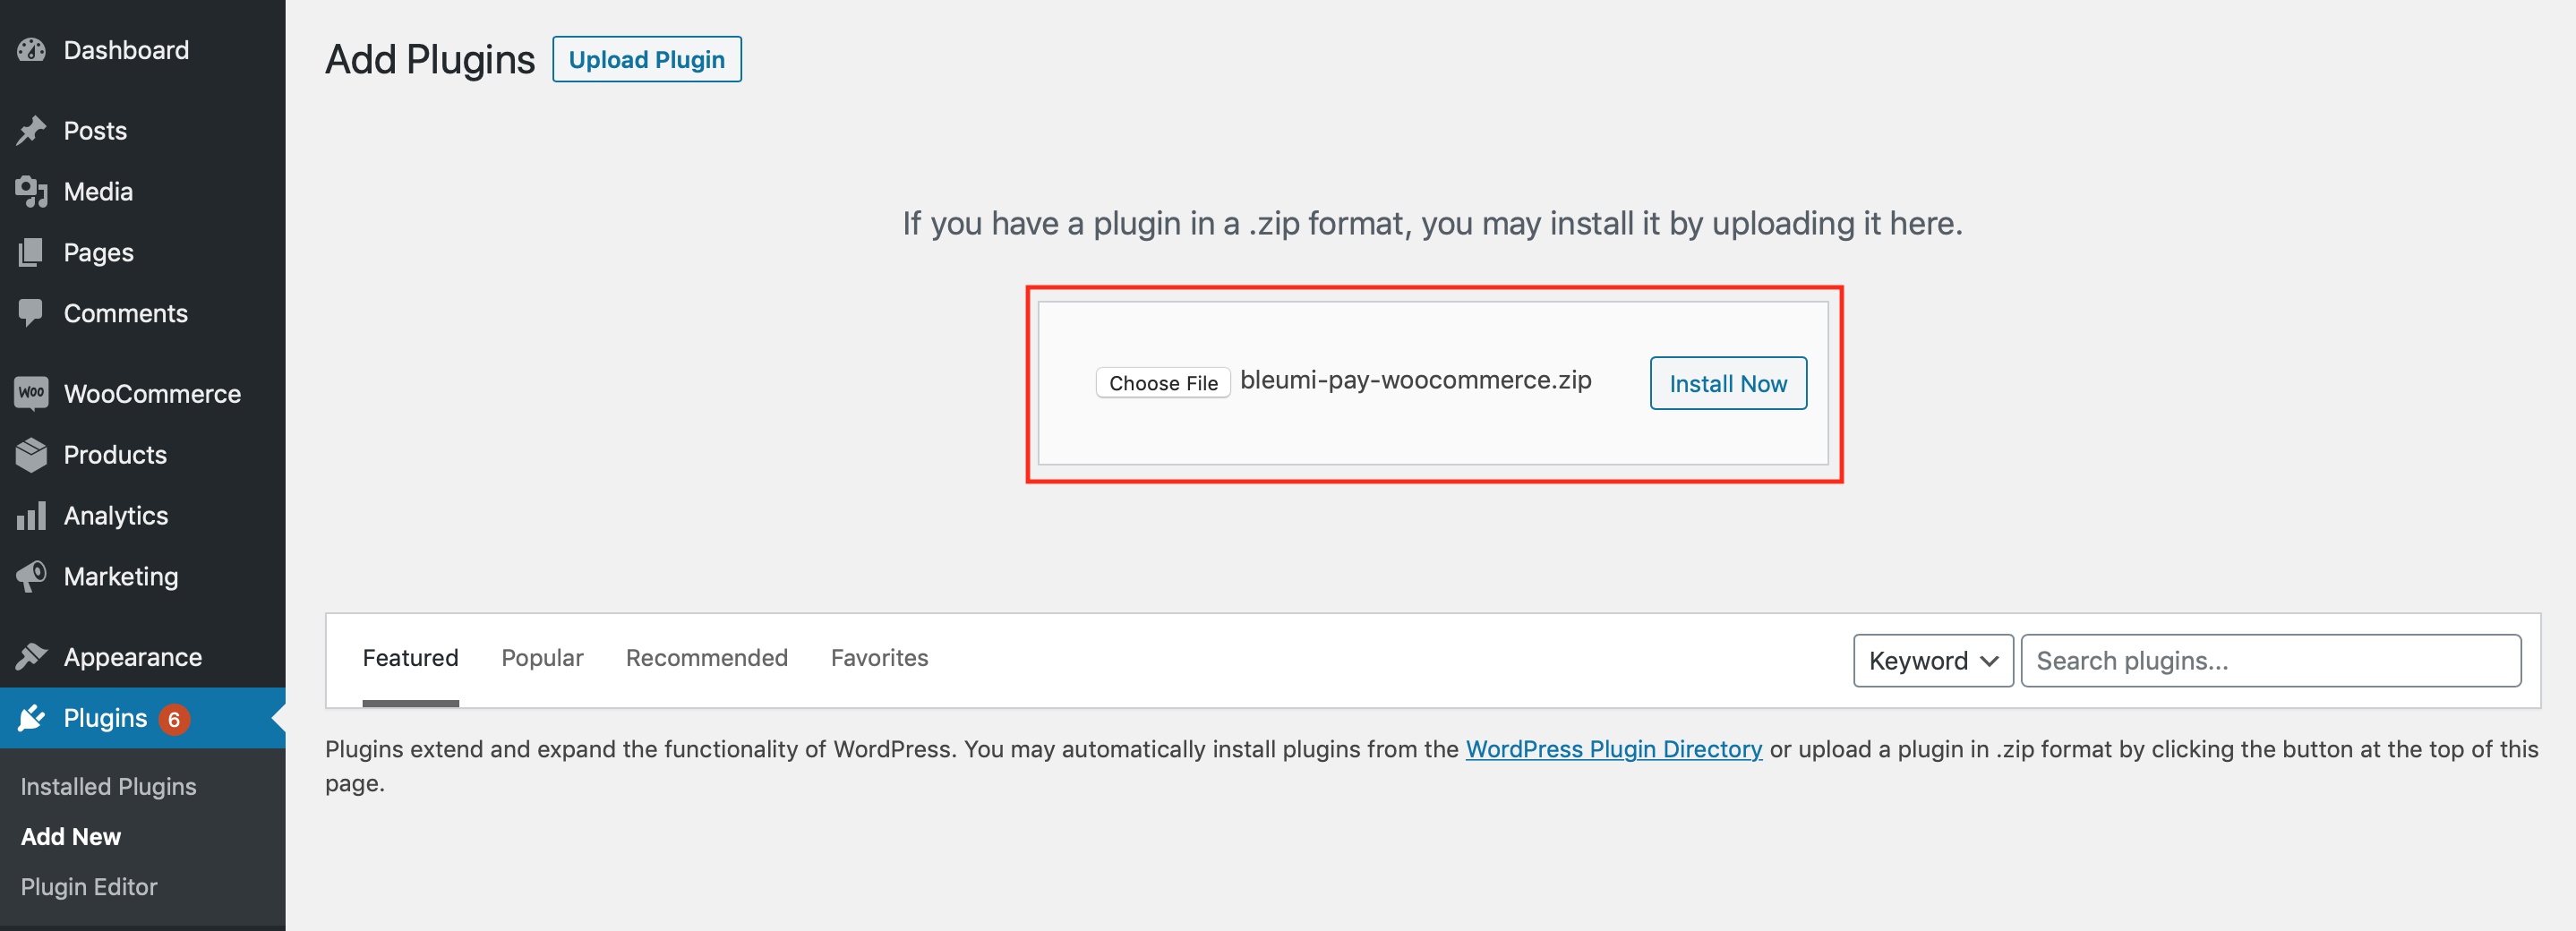 Dashboard
Posts
Media
Pages
Comments
Woo WooCommerce
Products
Analytics
Marketing
Appearance
Plugins 6
Installed Plugins
Add New
Plugin Editor
Add Plugins Upload Plugin
If you have a plugin in a .zip format, you may install it by uploading it here.
Choose File bleumi-pay-woocommerce.zip Install Now
Featured Popular Recommended Favorites Keyword Search plugins...
Plugins extend and expand the functionality of WordPress. You may automatically install plugins from the WordPress Plugin Directory or upload a plugin in .zip format by clicking the button at the top of this
page.